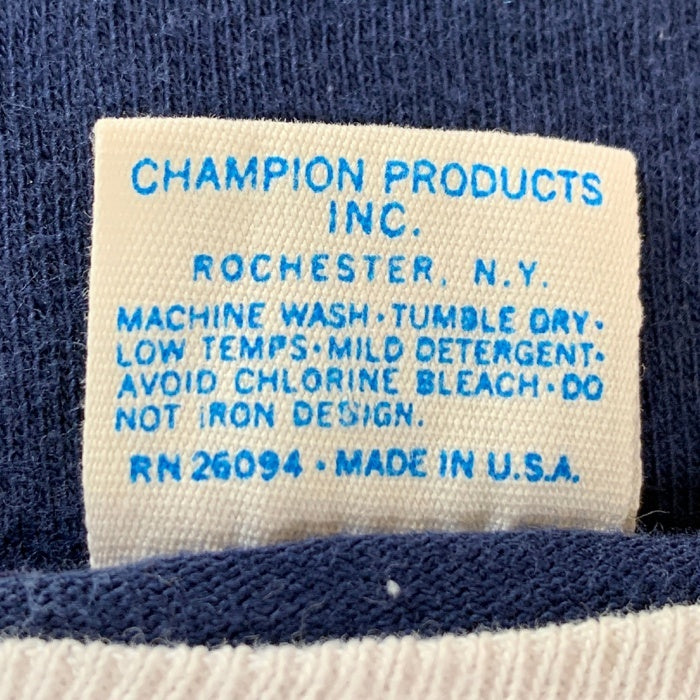 CHAMPION PRODUCTS
INC.
ROCHESTER, N.Y.
MACHINE WASH·TUMBLE DRY·
LOW TEMPS·MILD DETERGENT·
AVOID CHLORINE BLEACH·DO
NOT IRON DESIGN.
RN 26094 · MADE IN U.S.A.